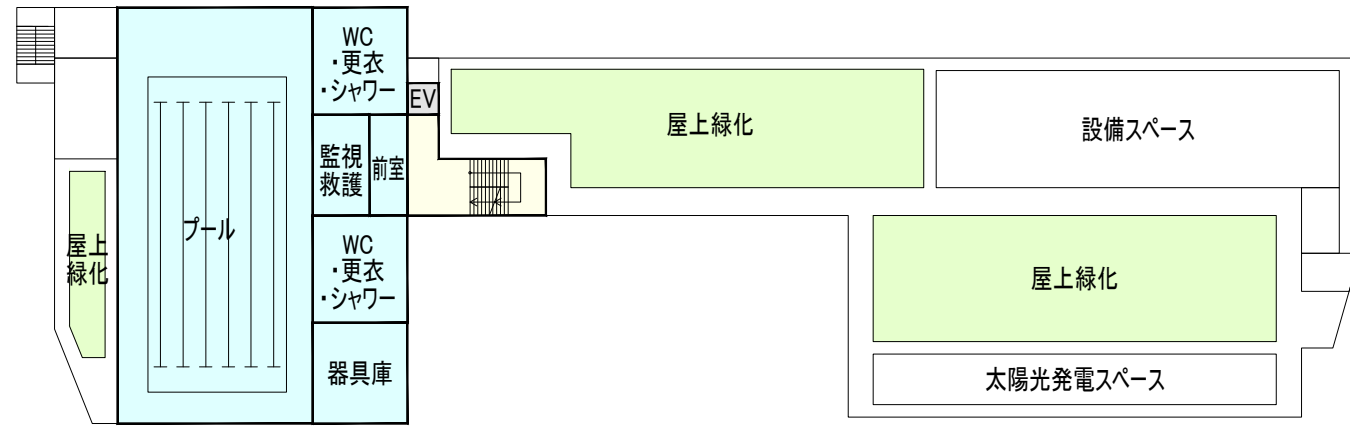 WC
・更衣
・シャワー
EV
監視
救護
前室
プール
屋上
緑化
WC
・更衣
・シャワー
器具庫
屋上緑化
設備スペース
屋上緑化
太陽光発電スペース